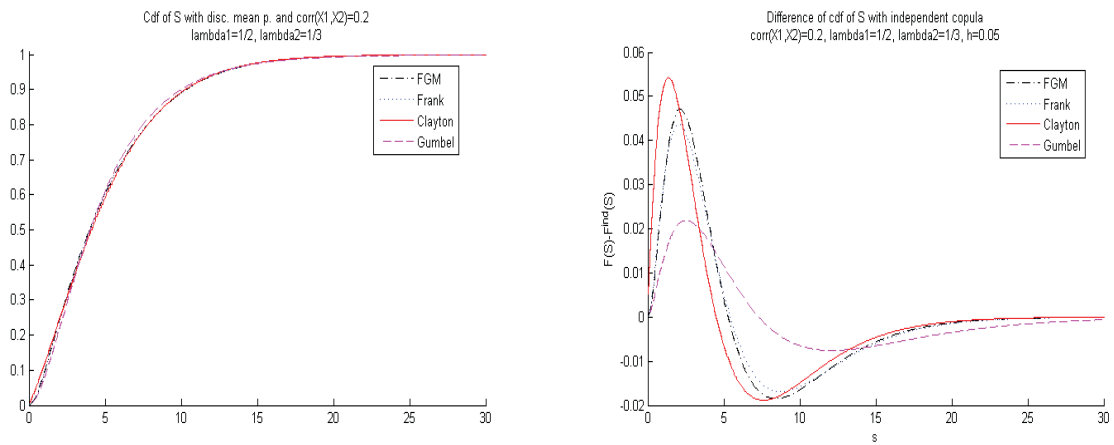 Cdf of S with disc. mean p. and corr(X1,X2)=0.2
lambda1=1/2, lambda2=1/3
1
0.9
0.8
0.7
0.6
0.5
0.4
0.3
0.2
0.1
0
0 5 10 15 20 25 30
FGM
Frank
Clayton
Gumbel
Difference of cdf of S with independent copula
corr(X1,X2)=0.2, lambda1=1/2, lambda2=1/3, h=0.05
0.06
0.05
0.04
0.03
0.02
0.01
0
-0.01
-0.02
F(S)-F^ind(S)
0 5 10 15 20 25 30
s
FGM
Frank
Clayton
Gumbel